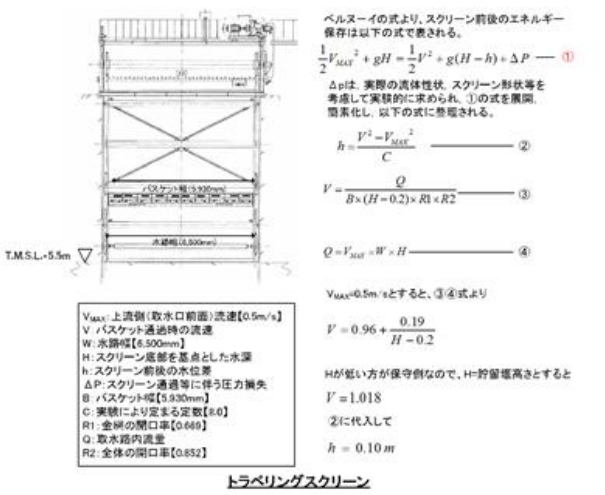 バスケット幅(5,930mm)
水路幅(6,500mm)
T.M.S.L.+5.5m
VMAX:上流側(取水口前面)流速【0.5m/s】
V:バスケット通過時の流速
W:水路幅【6,500mm】
H:スクリーン底部を基点とした水深
h:スクリーン前後の水位差
ΔP:スクリーン通過等に伴う圧力損失
B:バスケット幅【5,930mm】
C:実験により定まる定数【8.0】
R1:金網の開口率【0.669】
Q:取水路内流量
R2:全体の開口率【0.852】
ベルヌーイの式より、スクリーン前後のエネルギー
保存は以下の式で表される。
1/2 VMAX² + gH = 1/2 V² + g(H − h) + ΔP ― ①
Δpは、実際の流体性状、スクリーン形状等を
考慮して実験的に求められ、①の式を展開、
簡素化し、以下の式に整理される。
h = (V² − VMAX²) / C ― ②
V = Q / (B×(H − 0.2)× R1× R2) ― ③
Q = VMAX × W × H ― ④
VMAX=0.5m/sとすると、③④式より
V = 0.96 + 0.19 / (H − 0.2)
Hが低い方が保守側なので、H=貯留堰高さとすると
V = 1.018
②に代入して
h = 0.10 m
トラベリングスクリーン